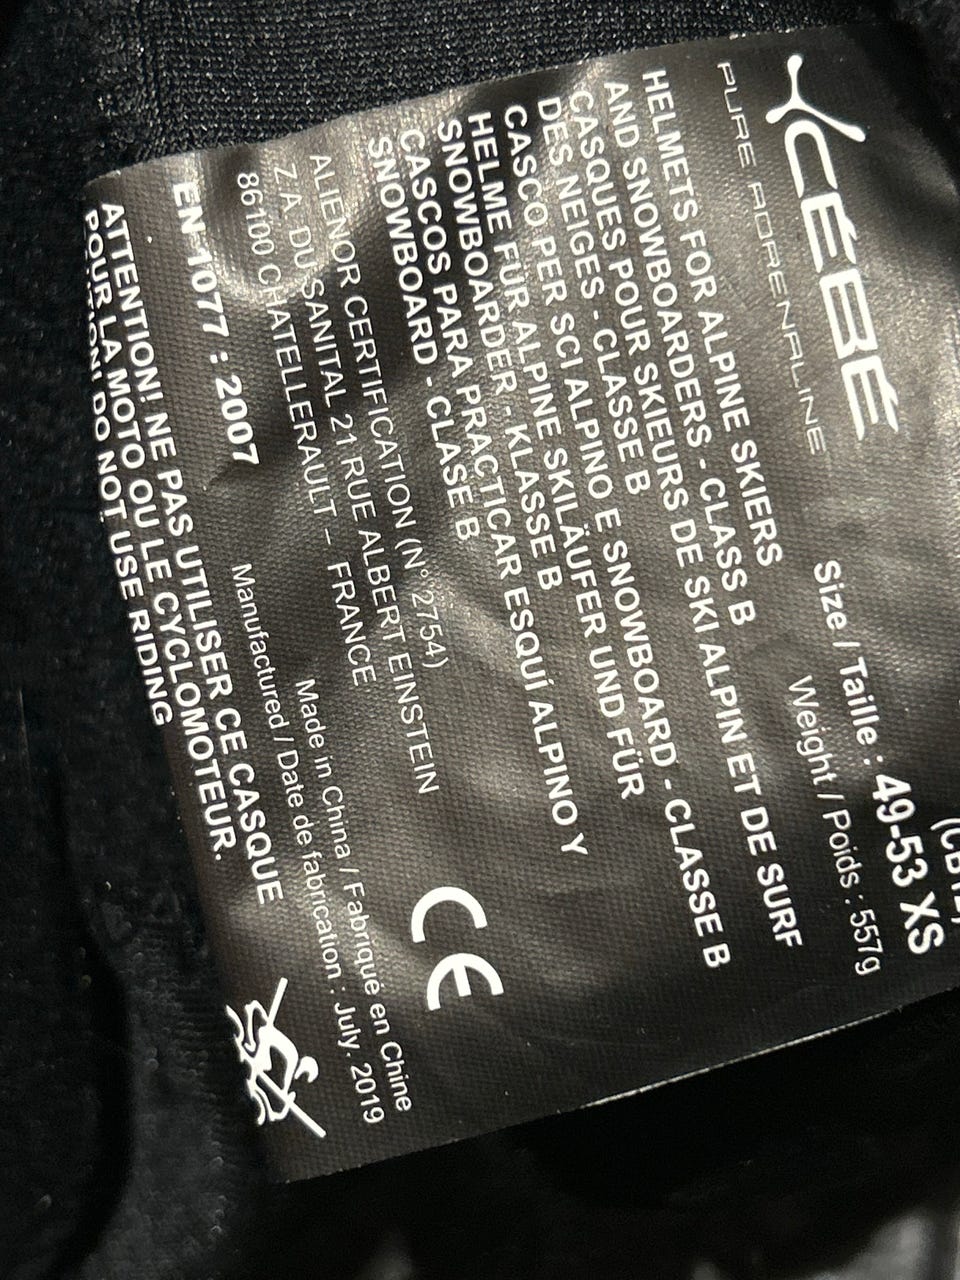 CÉBÉ
PURE ADRENALINE
Size / Taille : 49-53 XS
Weight / Poids : 557g
HELMETS FOR ALPINE SKIERS
AND SNOWBOARDERS - CLASS B
CASQUES POUR SKIEURS DE SKI ALPIN ET DE SURF
DES NEIGES - CLASSE B
CASCO PER SCI ALPINO E SNOWBOARD - CLASSE B
HELME FÜR ALPINE SKILÄUFER UND FÜR
SNOWBOARDER - KLASSE B
CASCOS PARA PRACTICAR ESQUÍ ALPINO Y
SNOWBOARD - CLASE B
ALIENOR CERTIFICATION (N° 2754)
Z.A. DU SANITAL 21 RUE ALBERT EINSTEIN
86100 CHATELLERAULT – FRANCE
CE
EN 1077 : 2007
Made in China / Fabriqué en Chine
Manufactured / Date de fabrication : July. 2019
ATTENTION! NE PAS UTILISER CE CASQUE
POUR LA MOTO OU LE CYCLOMOTEUR.
DO NOT USE RIDING